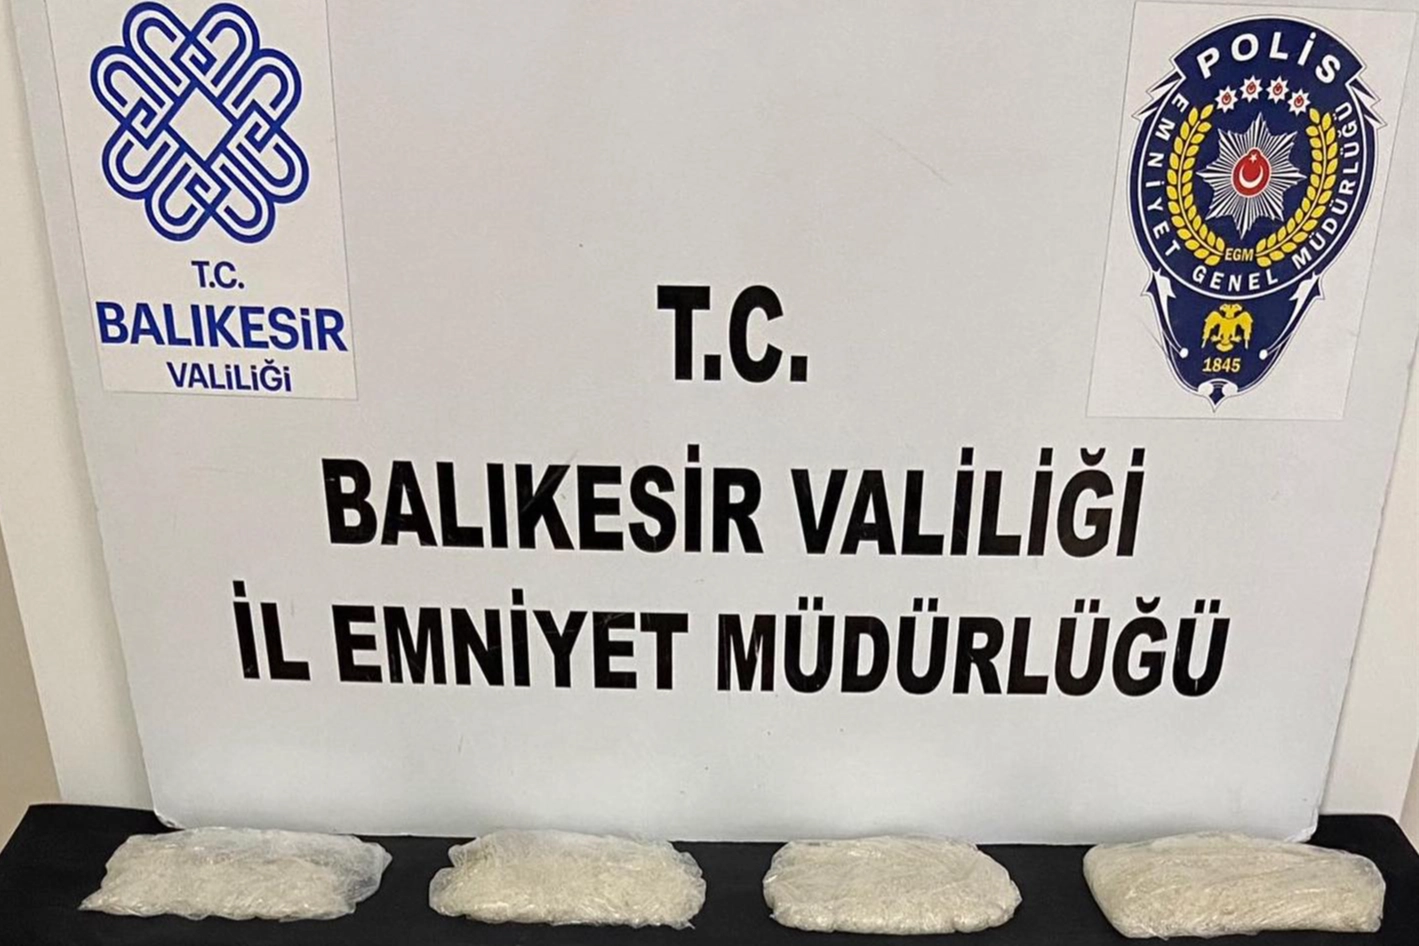 T.C.
BALIKESİR
VALİLİĞİ
POLİS
EMNİYET GENEL MÜDÜRLÜĞÜ
EGM
1845
T.C.
BALIKESİR VALİLİĞİ
İL EMNİYET MÜDÜRLÜĞÜ